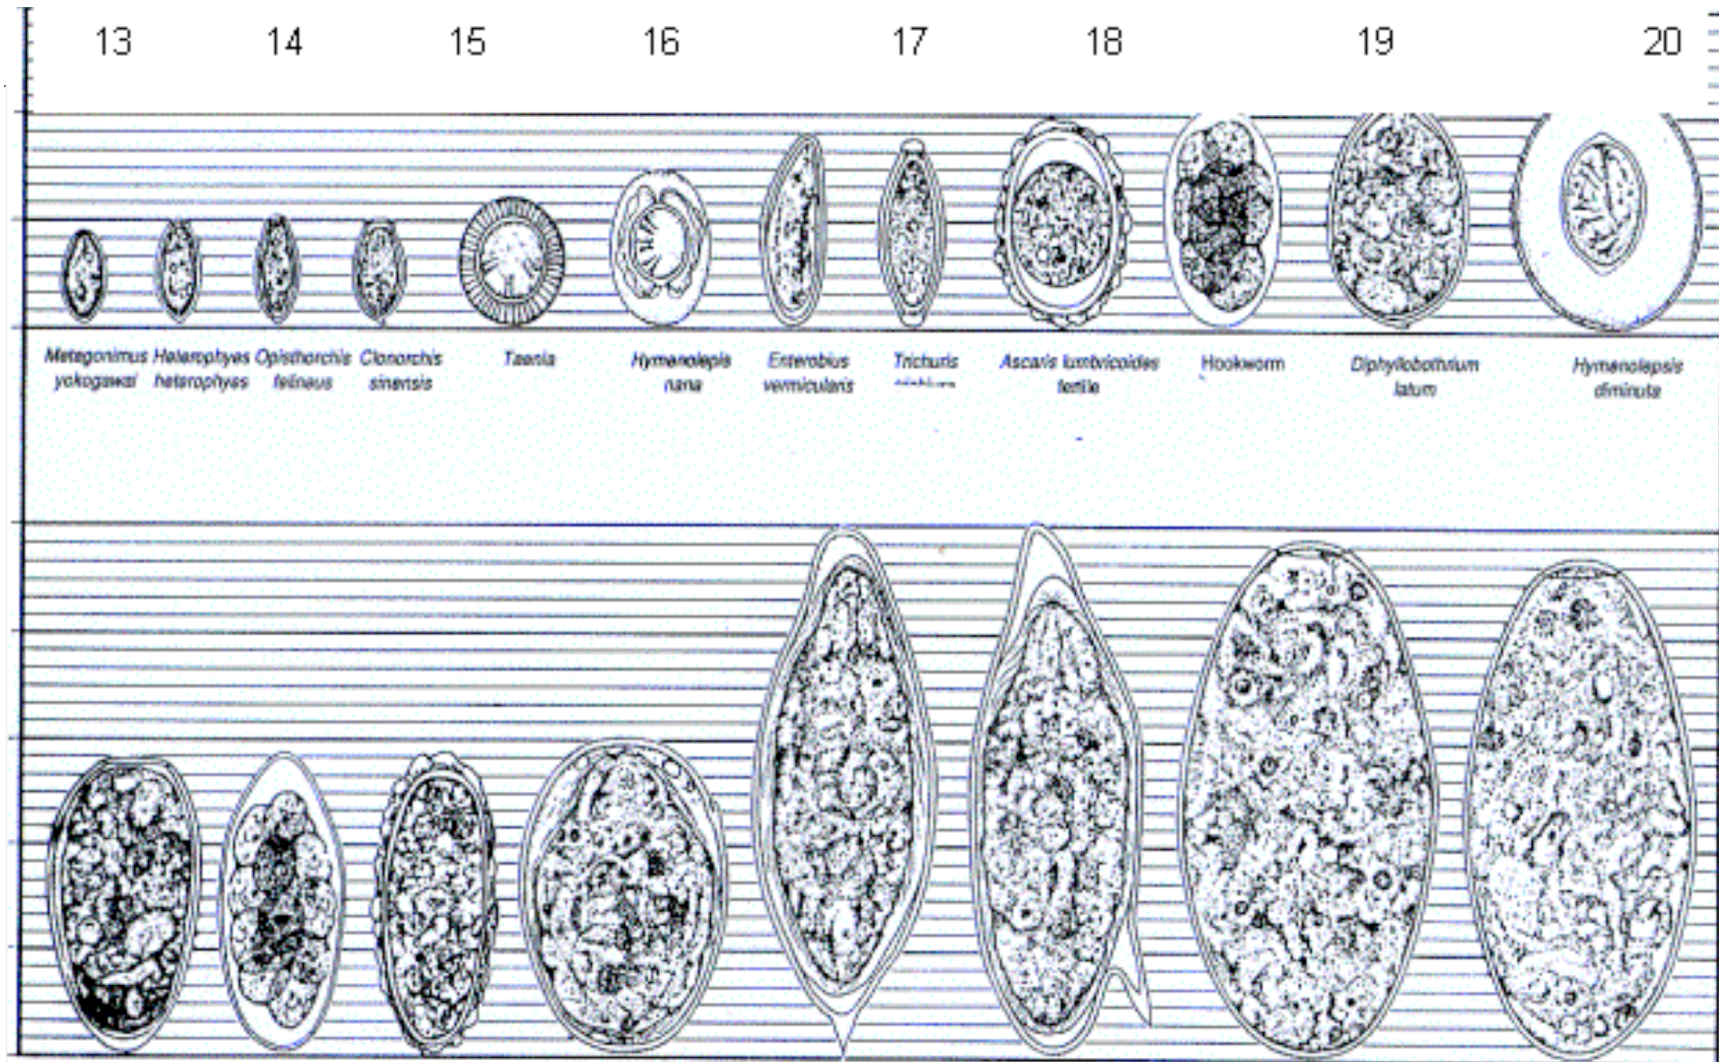 13 14 15 16 17 18 19 20
Metagonimus Heterophyes Opisthorchis Clonorchis Taenia Hymenolepis Enterobius Trichuris Ascaris lumbricoides Hookworm Diphyllobothrium Hymenolepsis
yokogawai heterophyes felineus sinensis nana vermicularis fertile latum diminuta